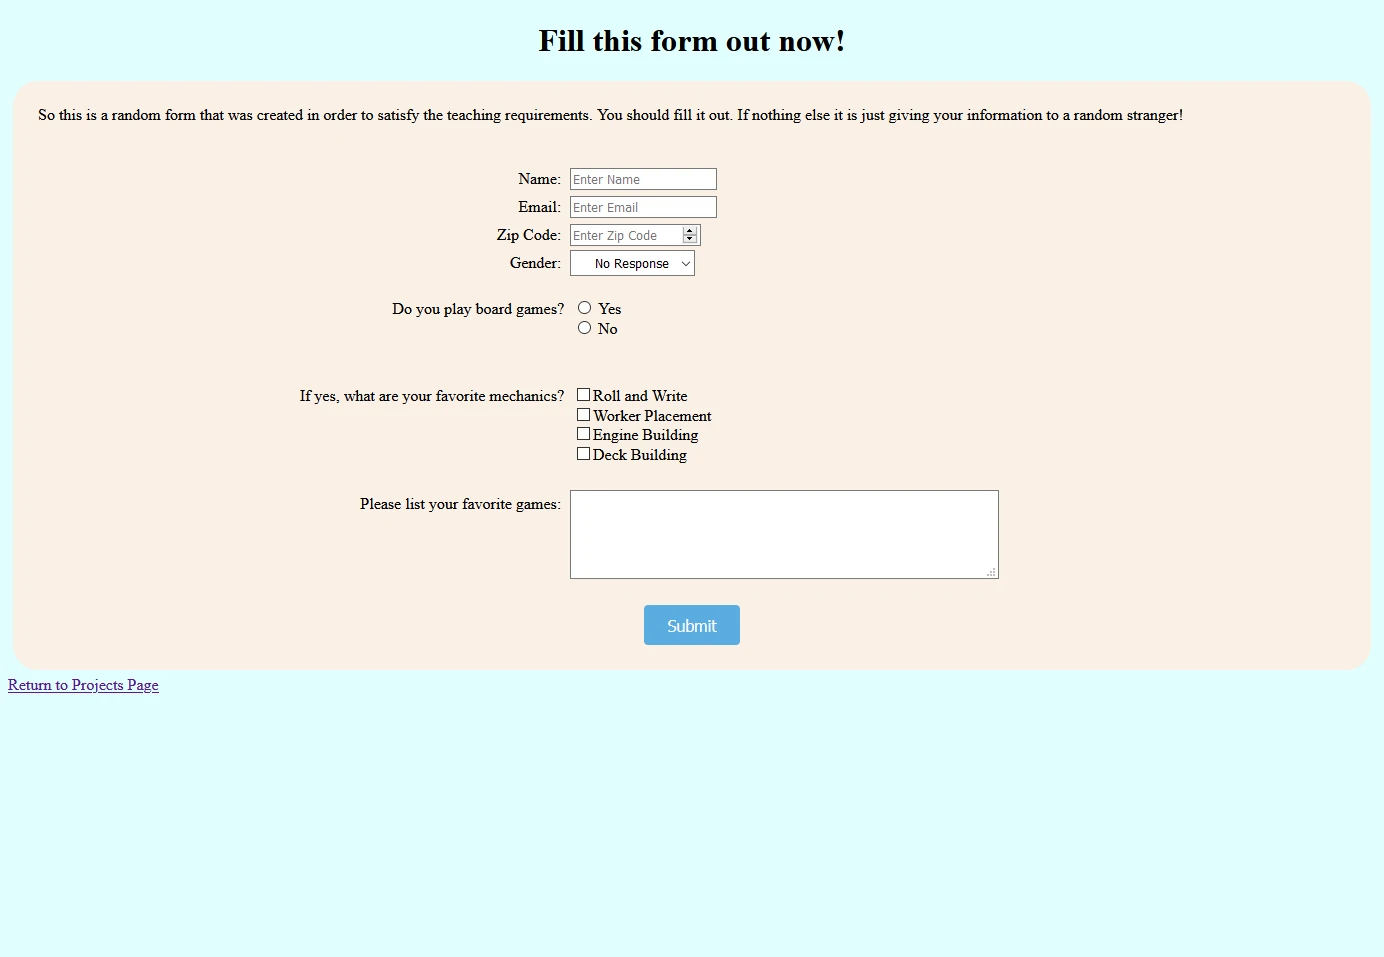 Fill this form out now!
So this is a random form that was created in order to satisfy the teaching requirements. You should fill it out. If nothing else it is just giving your information to a random stranger!
Name: Enter Name
Email: Enter Email
Zip Code: Enter Zip Code
Gender: No Response
Do you play board games? Yes
No
If yes, what are your favorite mechanics? Roll and Write
Worker Placement
Engine Building
Deck Building
Please list your favorite games:
Submit
Return to Projects Page